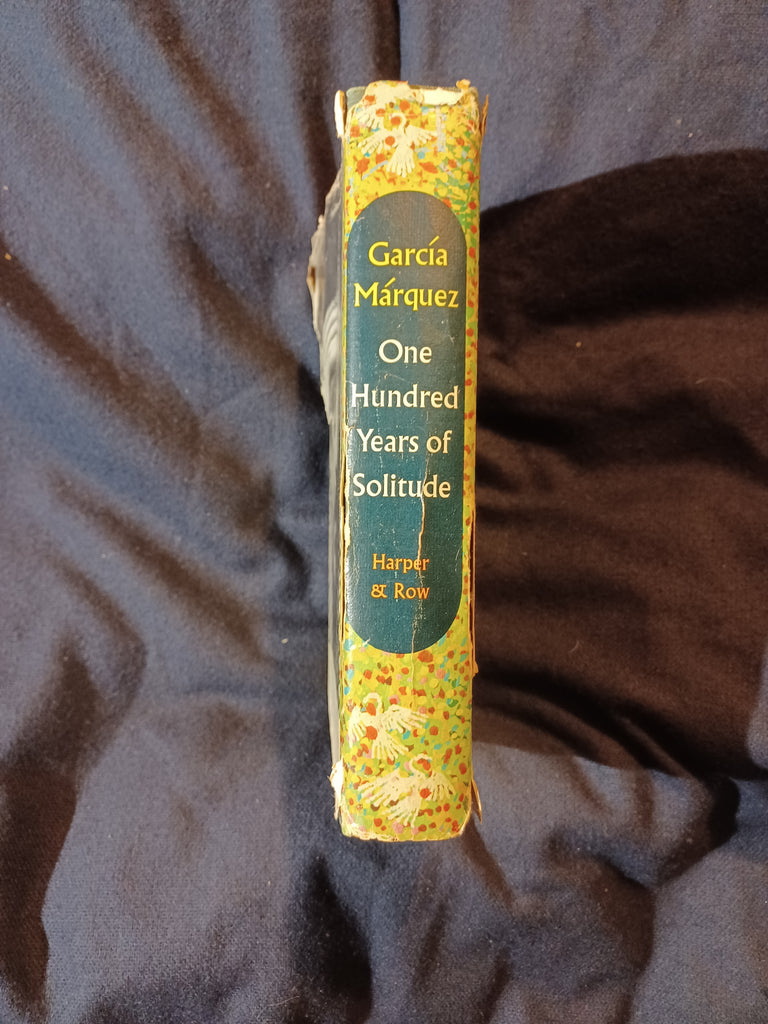 García
Márquez
One
Hundred
Years of
Solitude
Harper
& Row